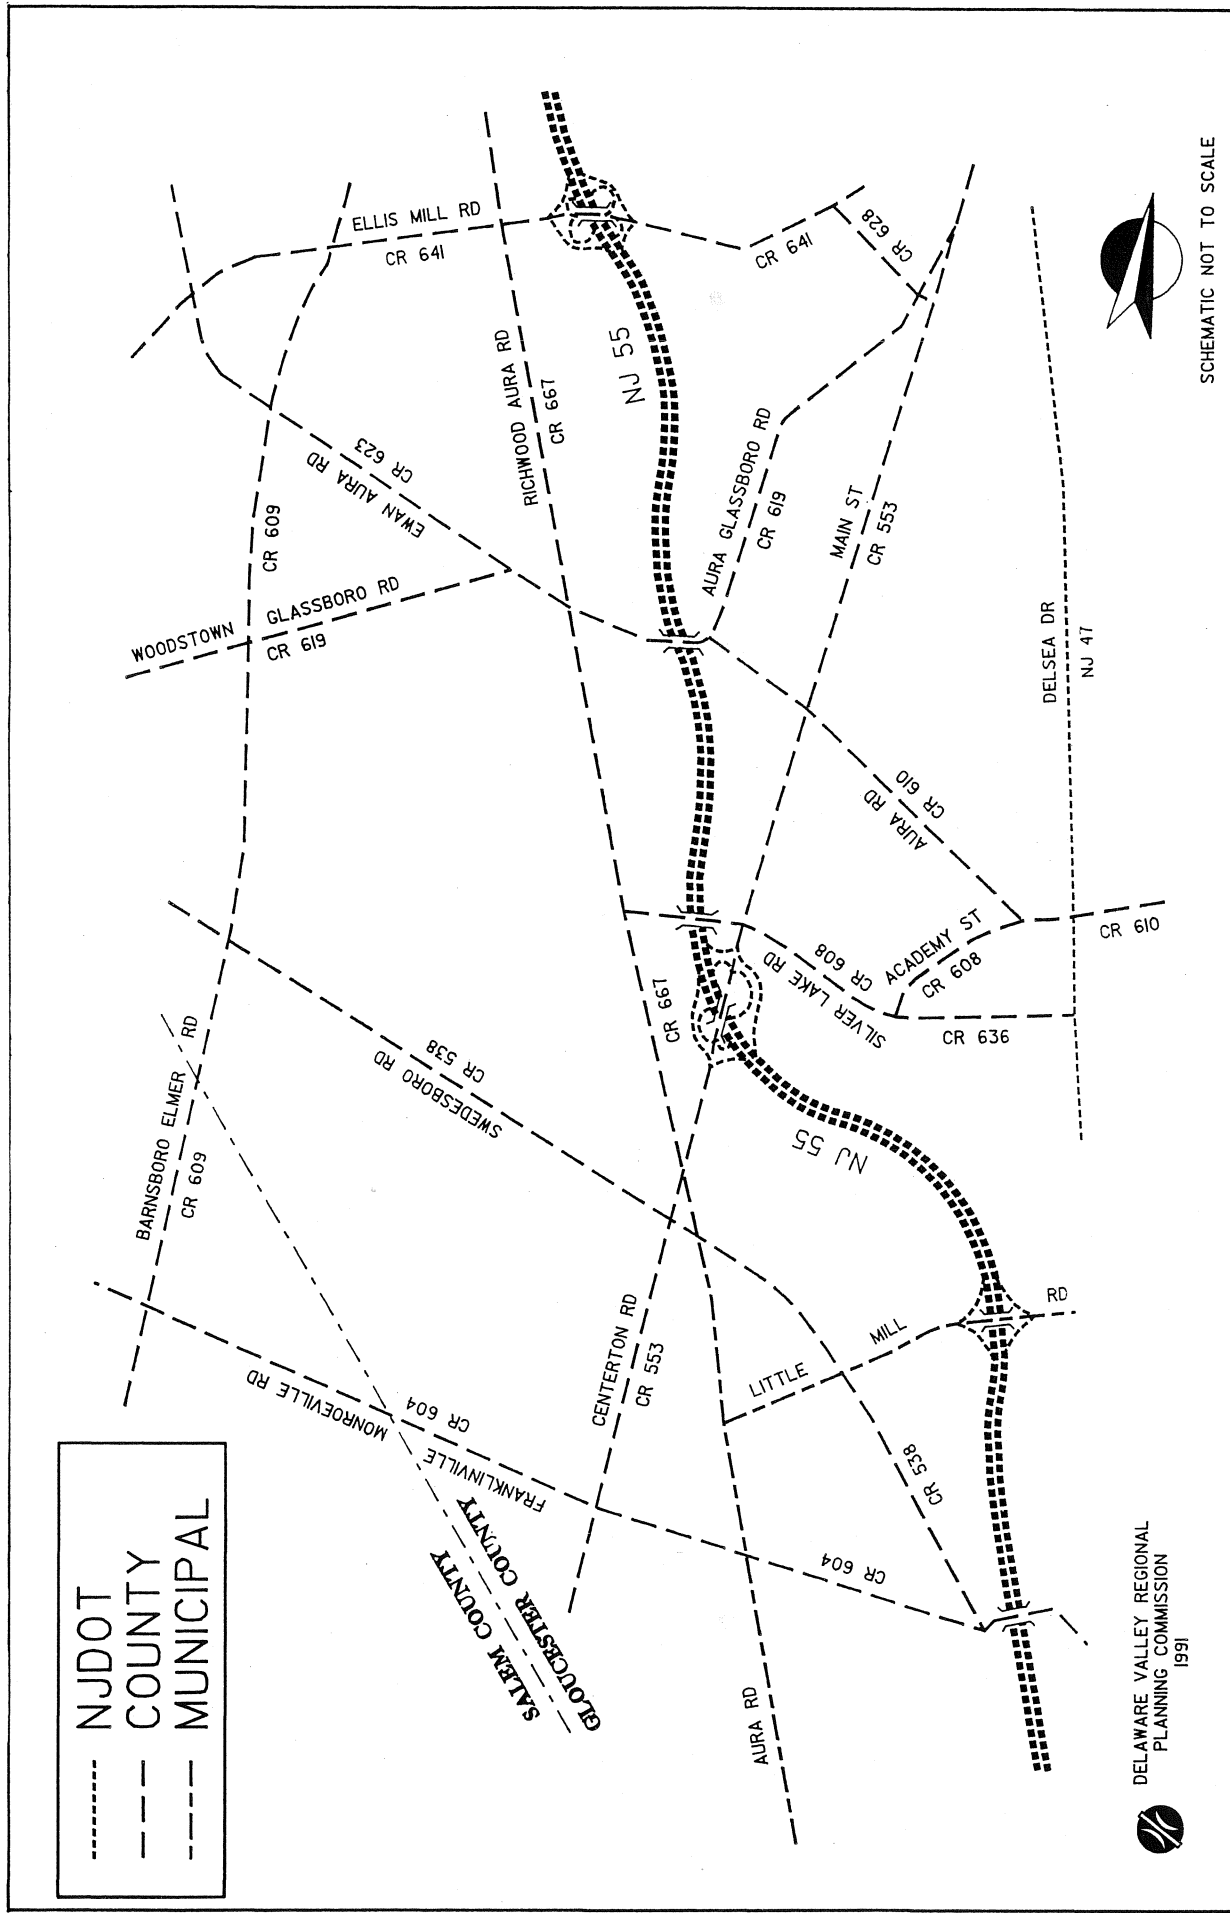 NJDOT
COUNTY
MUNICIPAL
BARNSBORO ELMER RD
CR 609
WOODSTOWN GLASSBORO RD
CR 619
CR 609
ELLIS MILL RD
CR 641
EWAN AURA RD
CR 623
SWEDESBORO RD
CR 538
FRANKLINVILLE MONROEVILLE RD
CR 604
SALEM COUNTY
GLOUCESTER COUNTY
RICHWOOD AURA RD
CR 667
NJ 55
CR 667
CENTERTON RD
CR 553
AURA RD
CR 604
LITTLE MILL RD
CR 538
NJ 55
SILVER LAKE RD
CR 608
ACADEMY ST
CR 608
CR 636
CR 610
AURA RD
CR 610
AURA GLASSBORO RD
CR 619
MAIN ST
CR 553
CR 641
CR 628
DELSEA DR
NJ 47
DELAWARE VALLEY REGIONAL
PLANNING COMMISSION
1991
SCHEMATIC NOT TO SCALE